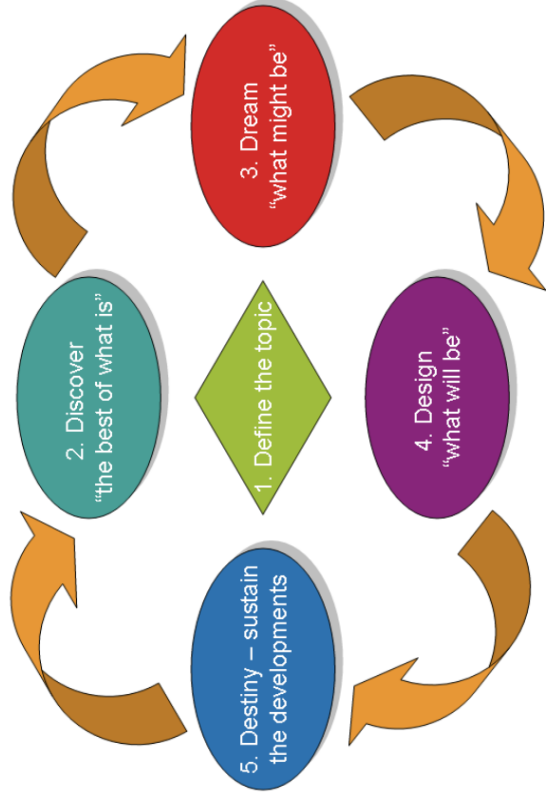 1. Define the topic
2. Discover
“the best of what is”
3. Dream
“what might be”
4. Design
“what will be”
5. Destiny – sustain
the developments